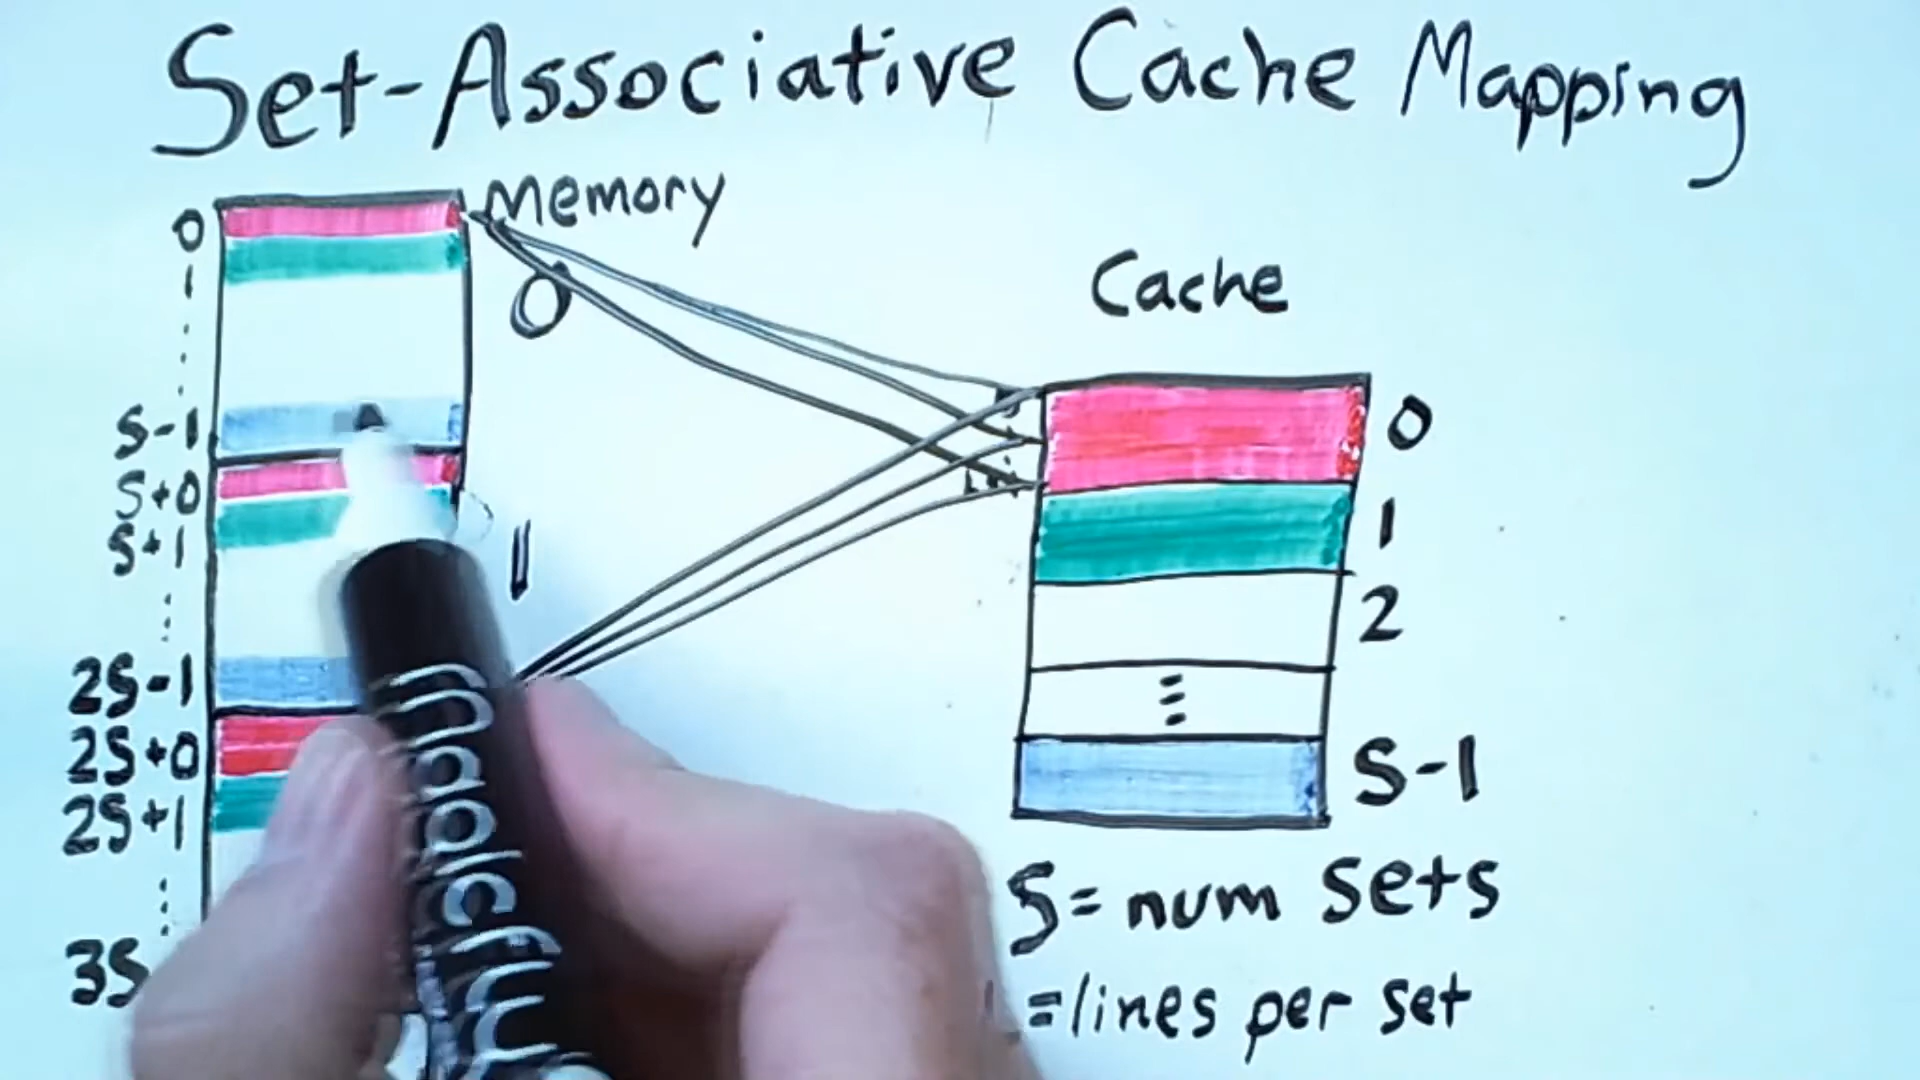 Set-Associative Cache Mapping
Memory
0
1
S-1
S+0
S+1
2S-1
2S+0
2S+1
3S
0
1
Cache
0
1
2
S-1
S= num sets
=lines per set